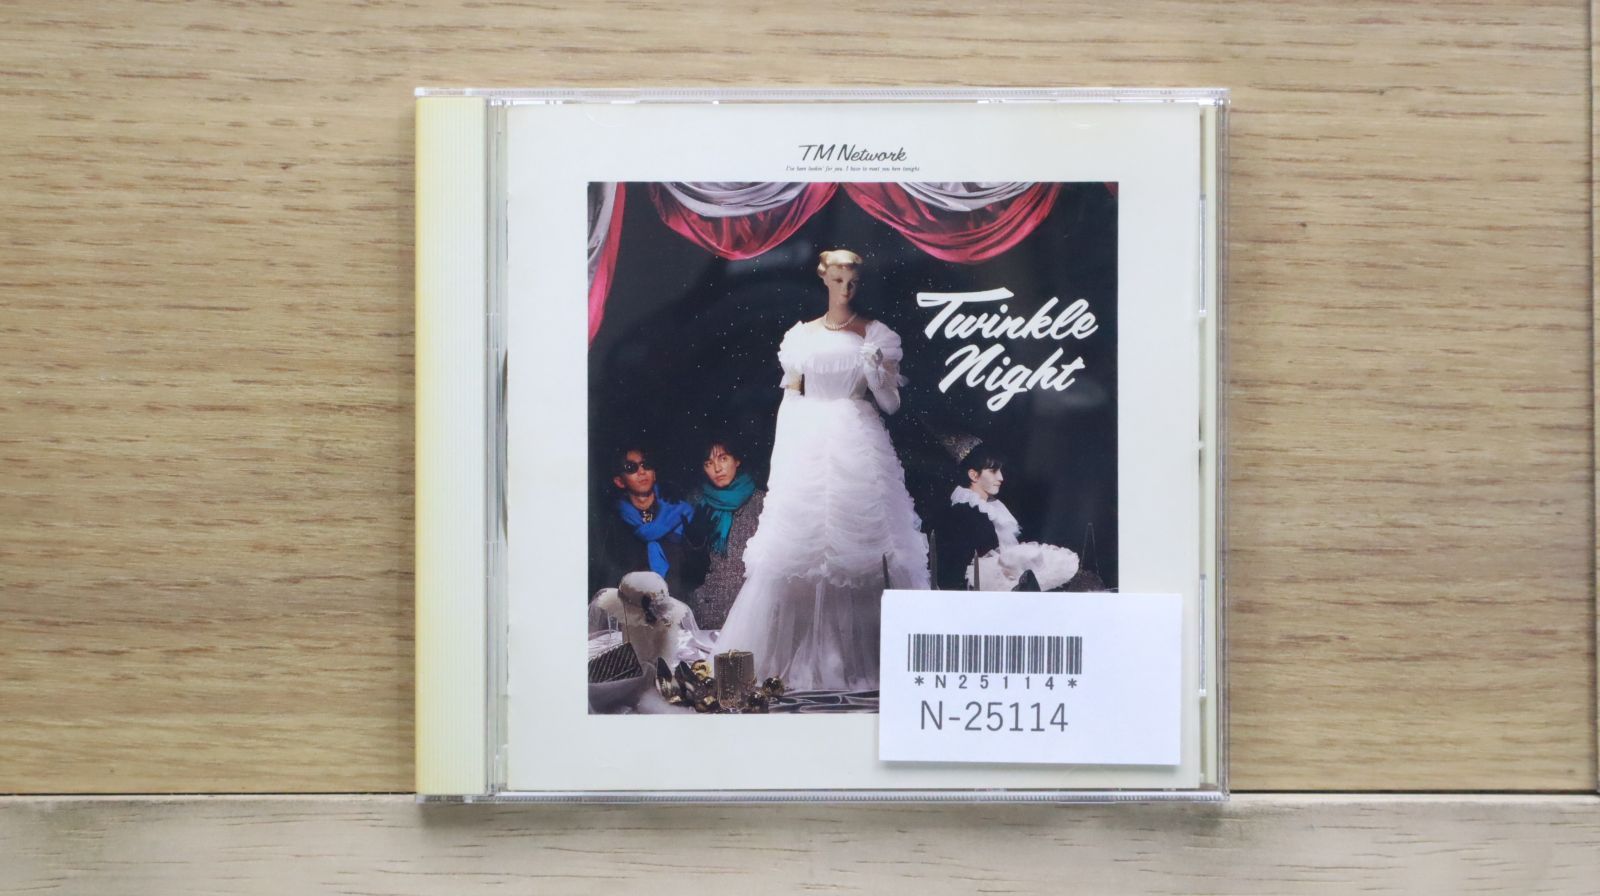 TM Network
I've been lookin' for you. I have to meet you here tonight
Twinkle
Night
*N25114*
N-25114